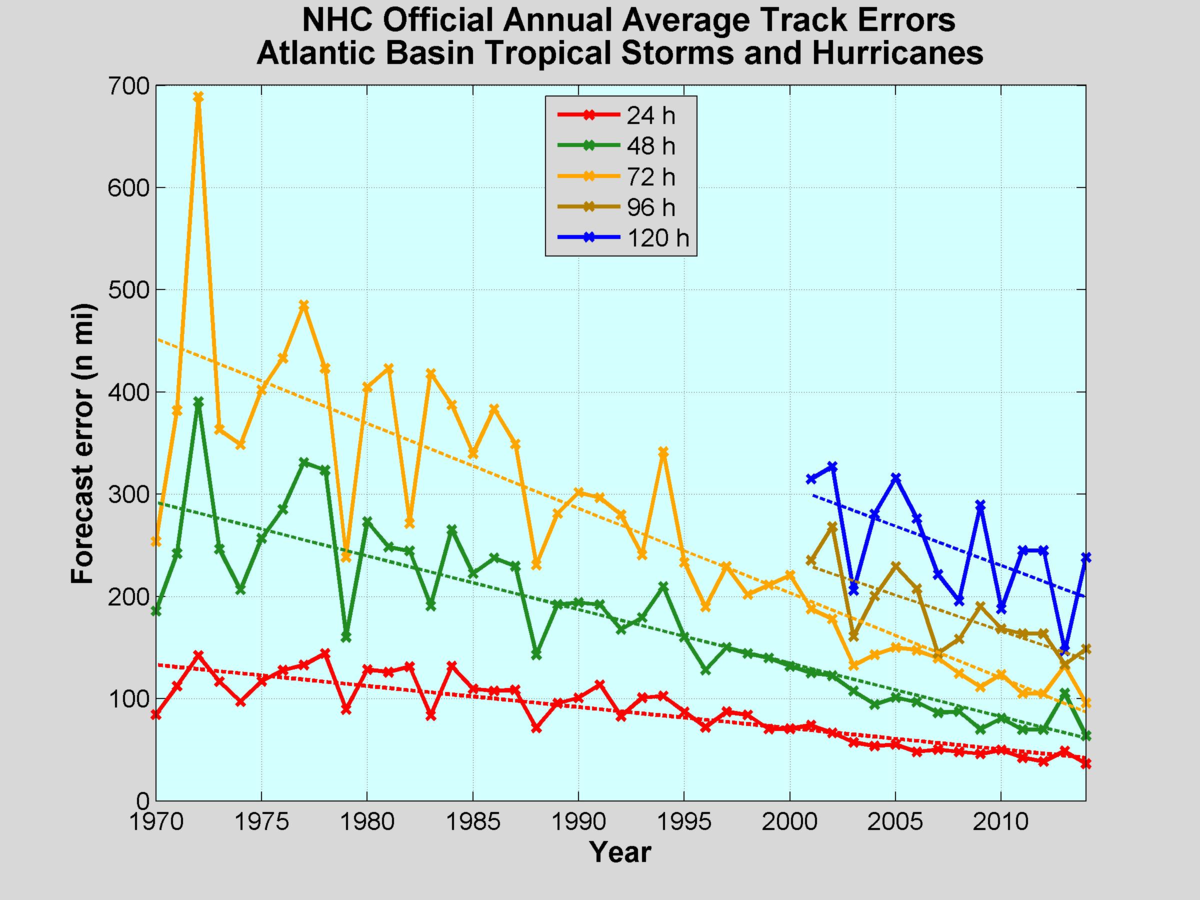 NHC Official Annual Average Track Errors
Atlantic Basin Tropical Storms and Hurricanes
700
600
500
400
300
200
100
0
Forecast error (n mi)
24 h
48 h
72 h
96 h
120 h
1970 1975 1980 1985 1990 1995 2000 2005 2010
Year